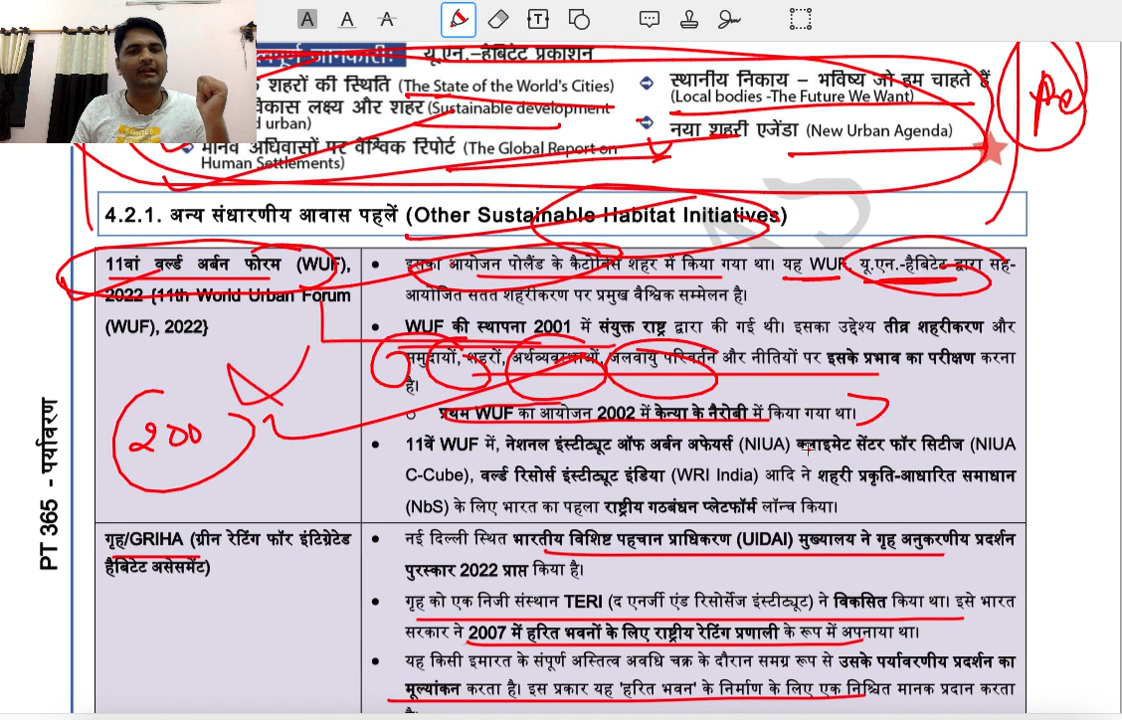 A A A T
त्वपूर्ण जानकारी: यू.एन.-हैबिटेट प्रकाशन
शहरों की स्थिति (The State of the World's Cities)
विकास लक्ष्य और शहर (Sustainable development
d urban)
मानव अधिवासों पर वैश्विक रिपोर्ट (The Global Report on
Human Settlements)
स्थानीय निकाय – भविष्य जो हम चाहते हैं
(Local bodies -The Future We Want)
नया शहरी एजेंडा (New Urban Agenda)
4.2.1. अन्य संधारणीय आवास पहलें (Other Sustainable Habitat Initiatives)
11वां वर्ल्ड अर्बन फोरम (WUF),
2022 {11th World Urban Forum
(WUF), 2022}
200
• इसका आयोजन पोलैंड के कैटोविस शहर में किया गया था। यह WUF, यू.एन.-हैबिटेट द्वारा सह-
आयोजित सतत शहरीकरण पर प्रमुख वैश्विक सम्मेलन है।
• WUF की स्थापना 2001 में संयुक्त राष्ट्र द्वारा की गई थी। इसका उद्देश्य तीव्र शहरीकरण और
समुदायों, शहरों, अर्थव्यवस्थाओं, जलवायु परिवर्तन और नीतियों पर इसके प्रभाव का परीक्षण करना
है।
o प्रथम WUF का आयोजन 2002 में केन्या के नैरोबी में किया गया था।
• 11वें WUF में, नेशनल इंस्टीट्यूट ऑफ अर्बन अफेयर्स (NIUA) क्लाइमेट सेंटर फॉर सिटीज (NIUA
C-Cube), वर्ल्ड रिसोर्स इंस्टीट्यूट इंडिया (WRI India) आदि ने शहरी प्रकृति-आधारित समाधान
(NbS) के लिए भारत का पहला राष्ट्रीय गठबंधन प्लेटफॉर्म लॉन्च किया।
गृह/GRIHA (ग्रीन रेटिंग फॉर इंटिग्रेटेड
हैबिटेट असेसमेंट)
• नई दिल्ली स्थित भारतीय विशिष्ट पहचान प्राधिकरण (UIDAI) मुख्यालय ने गृह अनुकरणीय प्रदर्शन
पुरस्कार 2022 प्राप्त किया है।
• गृह को एक निजी संस्थान TERI (द एनर्जी एंड रिसोर्सेज इंस्टीट्यूट) ने विकसित किया था। इसे भारत
सरकार ने 2007 में हरित भवनों के लिए राष्ट्रीय रेटिंग प्रणाली के रूप में अपनाया था।
• यह किसी इमारत के संपूर्ण अस्तित्व अवधि चक्र के दौरान समग्र रूप से उसके पर्यावरणीय प्रदर्शन का
मूल्यांकन करता है। इस प्रकार यह 'हरित भवन' के निर्माण के लिए एक निश्चित मानक प्रदान करता
PT 365 - पर्यावरण